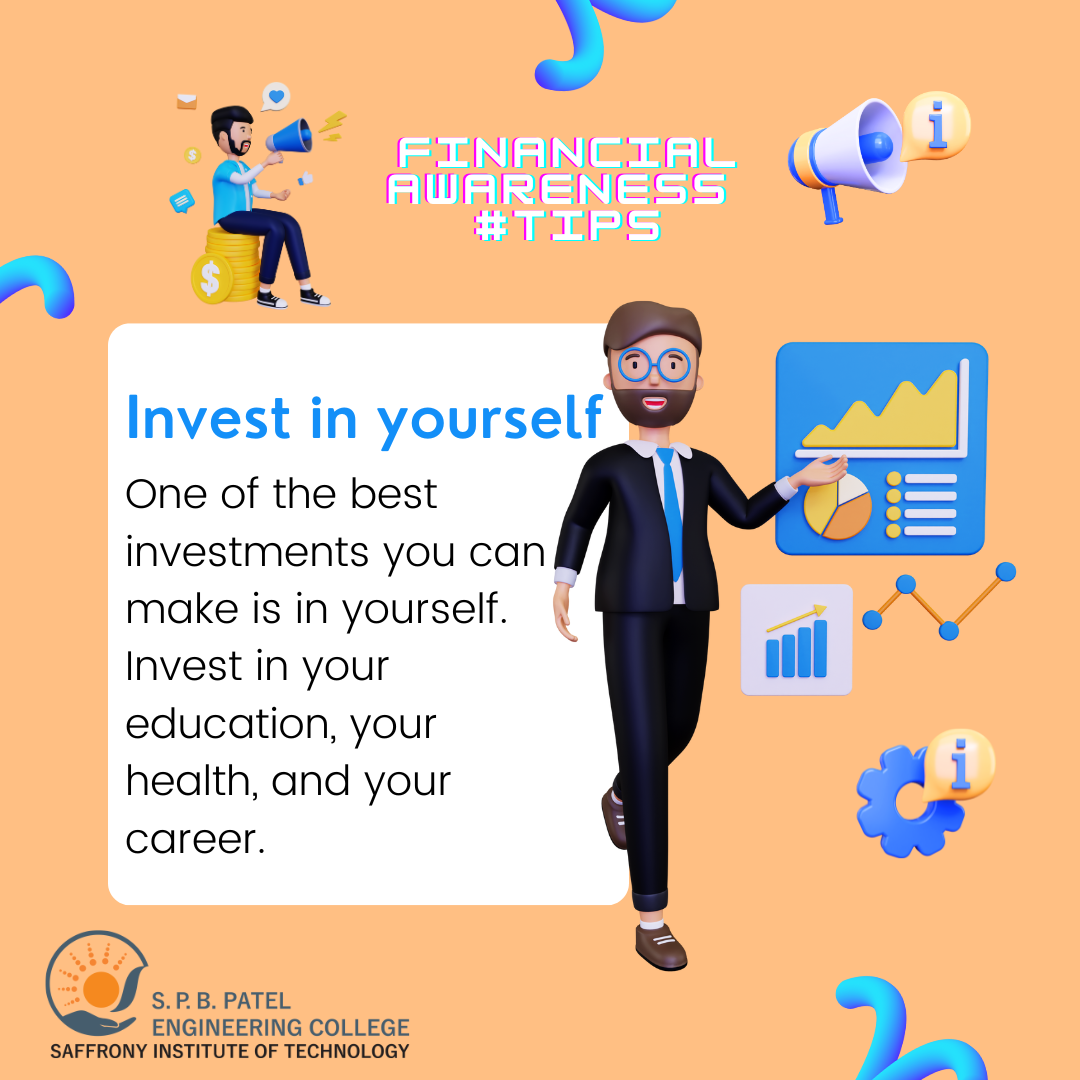 FINANCIAL
AWARENESS
#TIPS
Invest in yourself
One of the best
investments you can
make is in yourself.
Invest in your
education, your
health, and your
career.
S. P. B. PATEL
ENGINEERING COLLEGE
SAFFRONY INSTITUTE OF TECHNOLOGY